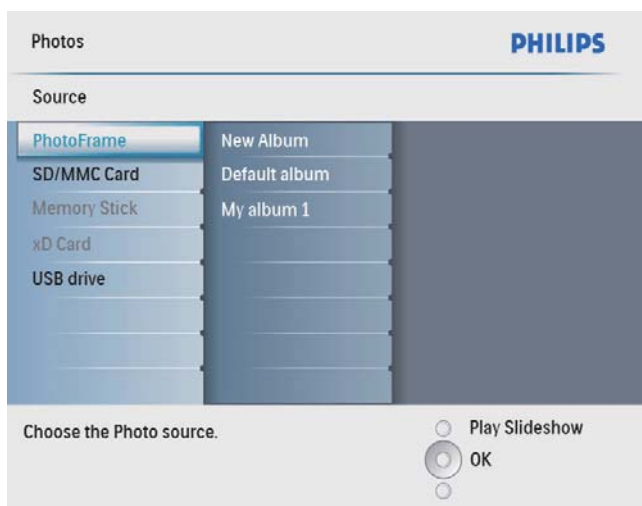 Photos
PHILIPS
Source
PhotoFrame
New Album
SD/MMC Card
Default album
Memory Stick
My album 1
xD Card
USB drive
Choose the Photo source.
Play Slideshow
OK